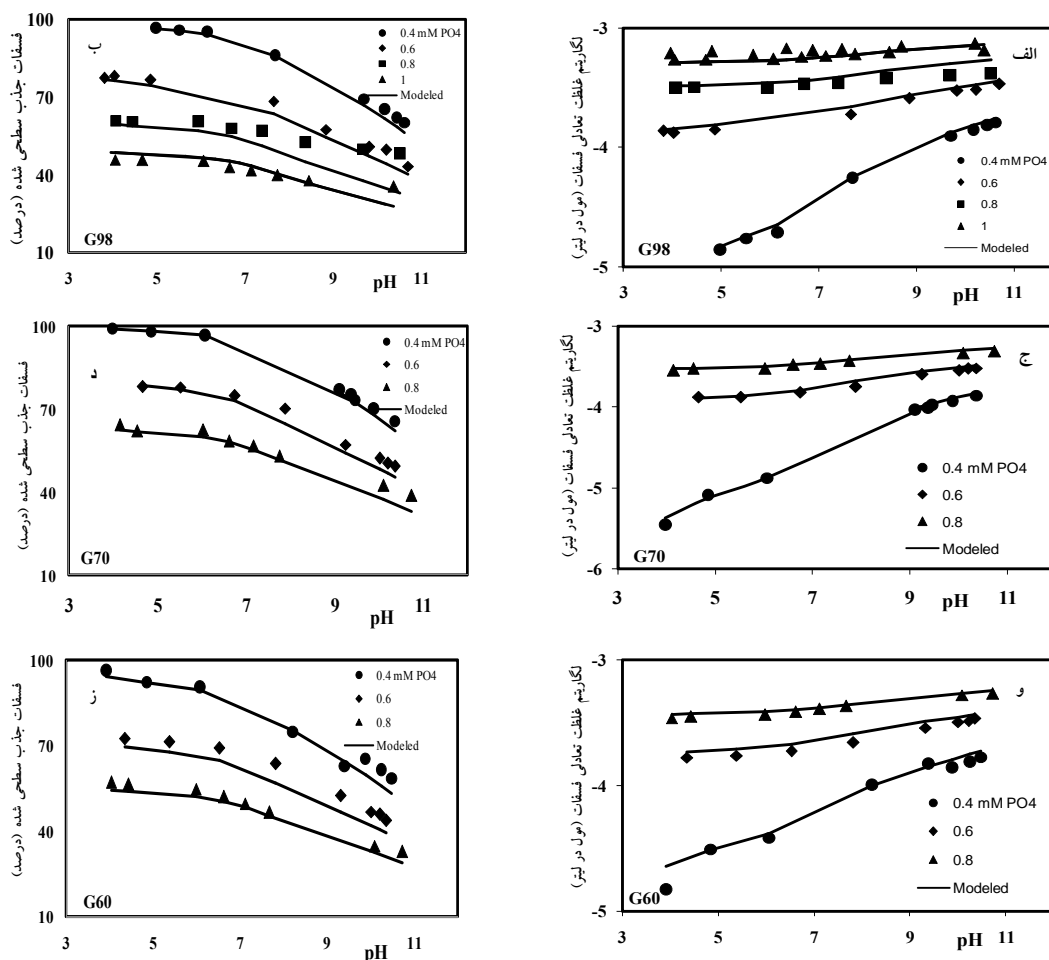 100
70
40
10
3
5
7
9
11
pH
فسفات جذب سطحی شده (درصد)
ب
G98
0.4 mM PO4
0.6
0.8
1
Modeled
-3
-4
-5
3
5
7
9
11
pH
لگاریتم غلظت تعادلی فسفات (مول در لیتر)
الف
G98
0.4 mM PO4
0.6
0.8
1
Modeled
100
70
40
10
3
5
7
9
11
pH
فسفات جذب سطحی شده (درصد)
د
G70
0.4 mM PO4
0.6
0.8
Modeled
-3
-4
-5
-6
3
5
7
9
11
pH
لگاریتم غلظت تعادلی فسفات (مول در لیتر)
ج
G70
0.4 mM PO4
0.6
0.8
Modeled
100
70
40
10
3
5
7
9
11
pH
فسفات جذب سطحی شده (درصد)
ز
G60
0.4 mM PO4
0.6
0.8
Modeled
-3
-4
-5
3
5
7
9
11
pH
لگاریتم غلظت تعادلی فسفات (مول در لیتر)
و
G60
0.4 mM PO4
0.6
0.8
Modeled